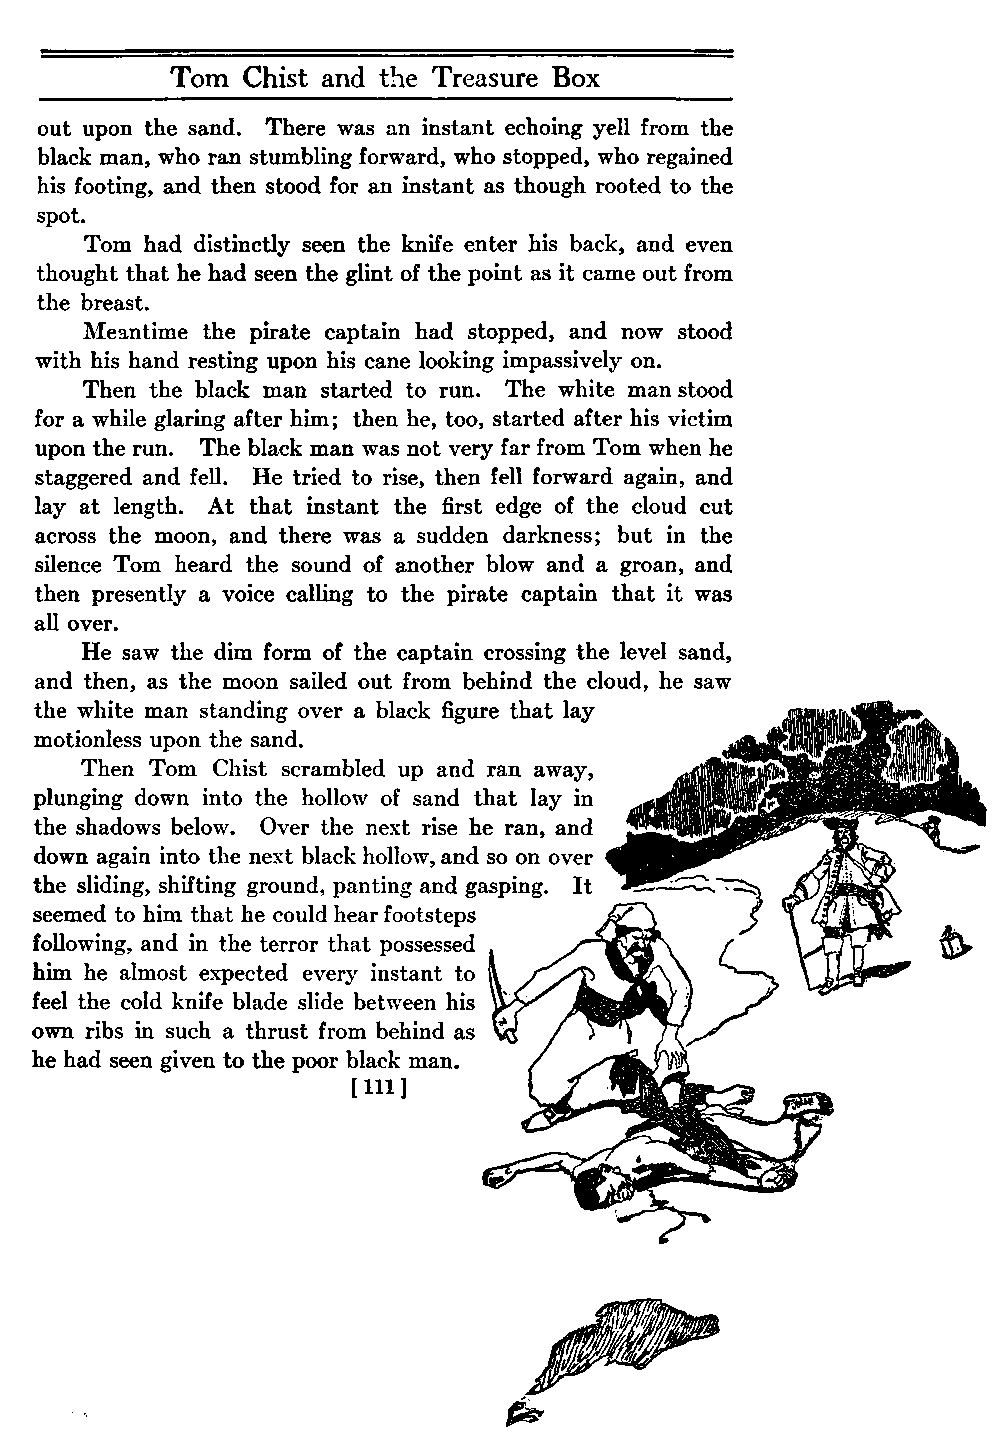 Tom Chist and the Treasure Box
out upon the sand. There was an instant echoing yell from the
black man, who ran stumbling forward, who stopped, who regained
his footing, and then stood for an instant as though rooted to the
spot.
Tom had distinctly seen the knife enter his back, and even
thought that he had seen the glint of the point as it came out from
the breast.
Meantime the pirate captain had stopped, and now stood
with his hand resting upon his cane looking impassively on.
Then the black man started to run. The white man stood
for a while glaring after him; then he, too, started after his victim
upon the run. The black man was not very far from Tom when he
staggered and fell. He tried to rise, then fell forward again, and
lay at length. At that instant the first edge of the cloud cut
across the moon, and there was a sudden darkness; but in the
silence Tom heard the sound of another blow and a groan, and
then presently a voice calling to the pirate captain that it was
all over.
He saw the dim form of the captain crossing the level sand,
and then, as the moon sailed out from behind the cloud, he saw
the white man standing over a black figure that lay
motionless upon the sand.
Then Tom Chist scrambled up and ran away,
plunging down into the hollow of sand that lay in
the shadows below. Over the next rise he ran, and
down again into the next black hollow, and so on over
the sliding, shifting ground, panting and gasping. It
seemed to him that he could hear footsteps
following, and in the terror that possessed
him he almost expected every instant to
feel the cold knife blade slide between his
own ribs in such a thrust from behind as
he had seen given to the poor black man.
[ 111 ]